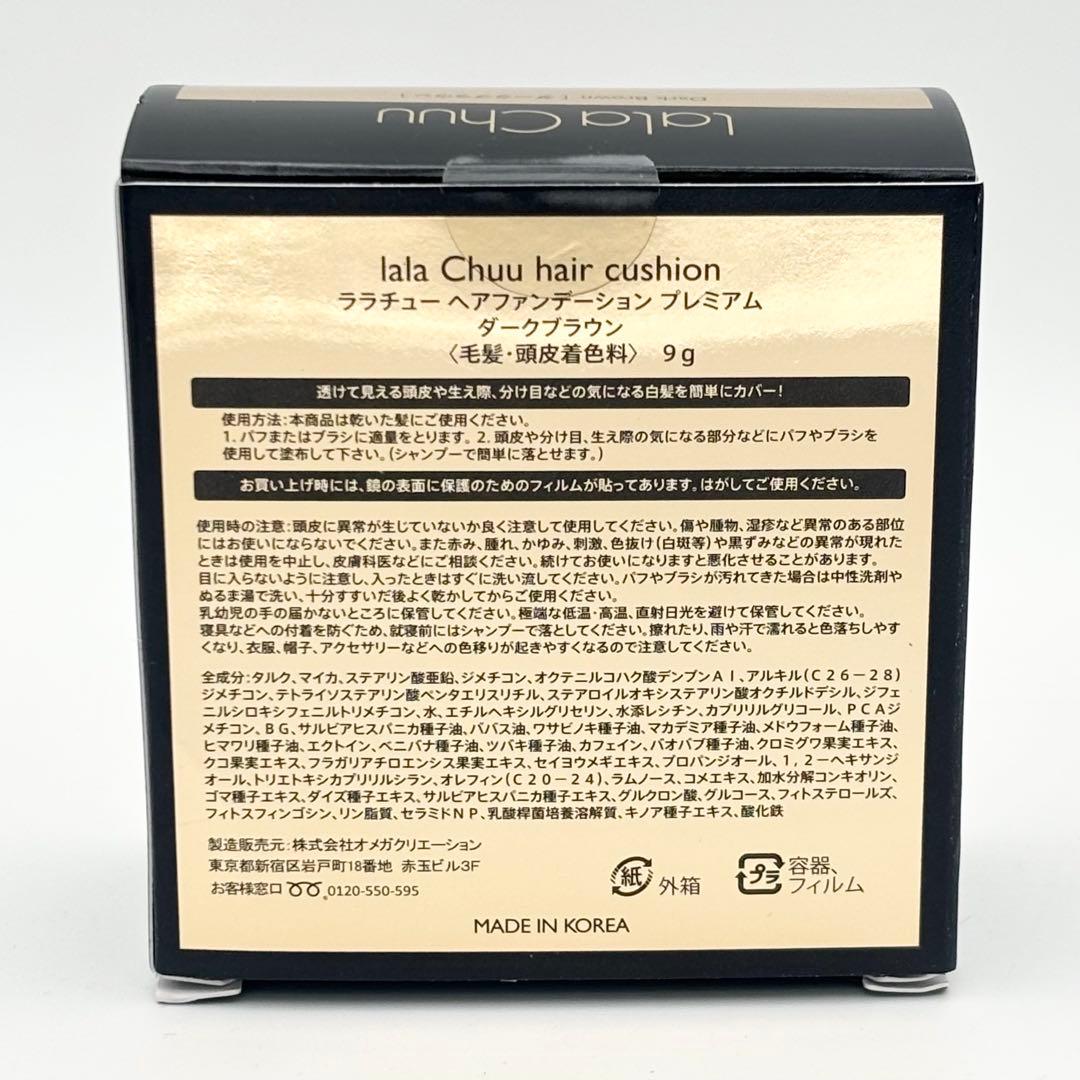 Dark Brown [ダークブラウン]
lala Chuu
lala Chuu hair cushion
ララチュー ヘアファンデーション プレミアム
ダークブラウン
〈毛髪・頭皮着色料〉 9g
透けて見える頭皮や生え際、分け目などの気になる白髪を簡単にカバー!
使用方法:本商品は乾いた髪にご使用ください。
1. パフまたはブラシに適量をとります。 2. 頭皮や分け目、生え際の気になる部分などにパフやブラシを
使用して塗布して下さい。(シャンプーで簡単に落とせます。)
お買い上げ時には、鏡の表面に保護のためのフィルムが貼ってあります。はがしてご使用ください。
使用時の注意:頭皮に異常が生じていないか良く注意して使用してください。傷や腫物、湿疹など異常のある部位
にはお使いにならないでください。また赤み、腫れ、かゆみ、刺激、色抜け(白斑等)や黒ずみなどの異常が現れた
ときは使用を中止し、皮膚科医などにご相談ください。続けてお使いになりますと悪化させることがあります。
目に入らないように注意し、入ったときはすぐに洗い流してください。パフやブラシが汚れてきた場合は中性洗剤や
ぬるま湯で洗い、十分すすいだ後よく乾かしてからご使用ください。
乳幼児の手の届かないところに保管してください。極端な低温・高温、直射日光を避けて保管してください。
寝具などへの付着を防ぐため、就寝前にはシャンプーで落としてください。擦れたり、雨や汗で濡れると色落ちしやす
くなり、衣服、帽子、アクセサリーなどへの色移りが起きやすくなるので注意してください。
全成分:タルク、マイカ、ステアリン酸亜鉛、ジメチコン、オクテニルコハク酸デンプンAl、アルキル(C26-28)
ジメチコン、テトライソステアリン酸ペンタエリスリチル、ステアロイルオキシステアリン酸オクチルドデシル、ジフェ
ニルシロキシフェニルトリメチコン、水、エチルヘキシルグリセリン、水添レシチン、カプリリルグリコール、PCAジ
メチコン、BG、サルビアヒスパニカ種子油、ババス油、ワサビノキ種子油、マカデミア種子油、メドウフォーム種子油、
ヒマワリ種子油、エクトイン、ベニバナ種子油、ツバキ種子油、カフェイン、バオバブ種子油、クロミグワ果実エキス、
クコ果実エキス、フラガリアチロエンシス果実エキス、セイヨウメギエキス、プロパンジオール、1,2-ヘキサンジ
オール、トリエトキシカプリリルシラン、オレフィン(C20-24)、ラムノース、コメエキス、加水分解コンキオリン、
ゴマ種子エキス、ダイズ種子エキス、サルビアヒスパニカ種子エキス、グルクロン酸、グルコース、フィトステロールズ、
フィトスフィンゴシン、リン脂質、セラミドNP、乳酸桿菌培養溶解質、キノア種子エキス、酸化鉄
製造販売元:株式会社オメガクリエーション
東京都新宿区岩戸町18番地 赤玉ビル3F
お客様窓口 0120-550-595
紙 外箱
プラ 容器、
フィルム
MADE IN KOREA